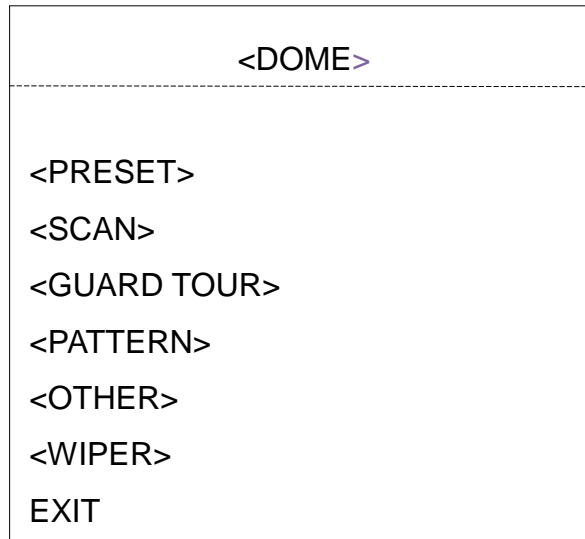 <DOME>
<PRESET>
<SCAN>
<GUARD TOUR>
<PATTERN>
<OTHER>
<WIPER>
EXIT